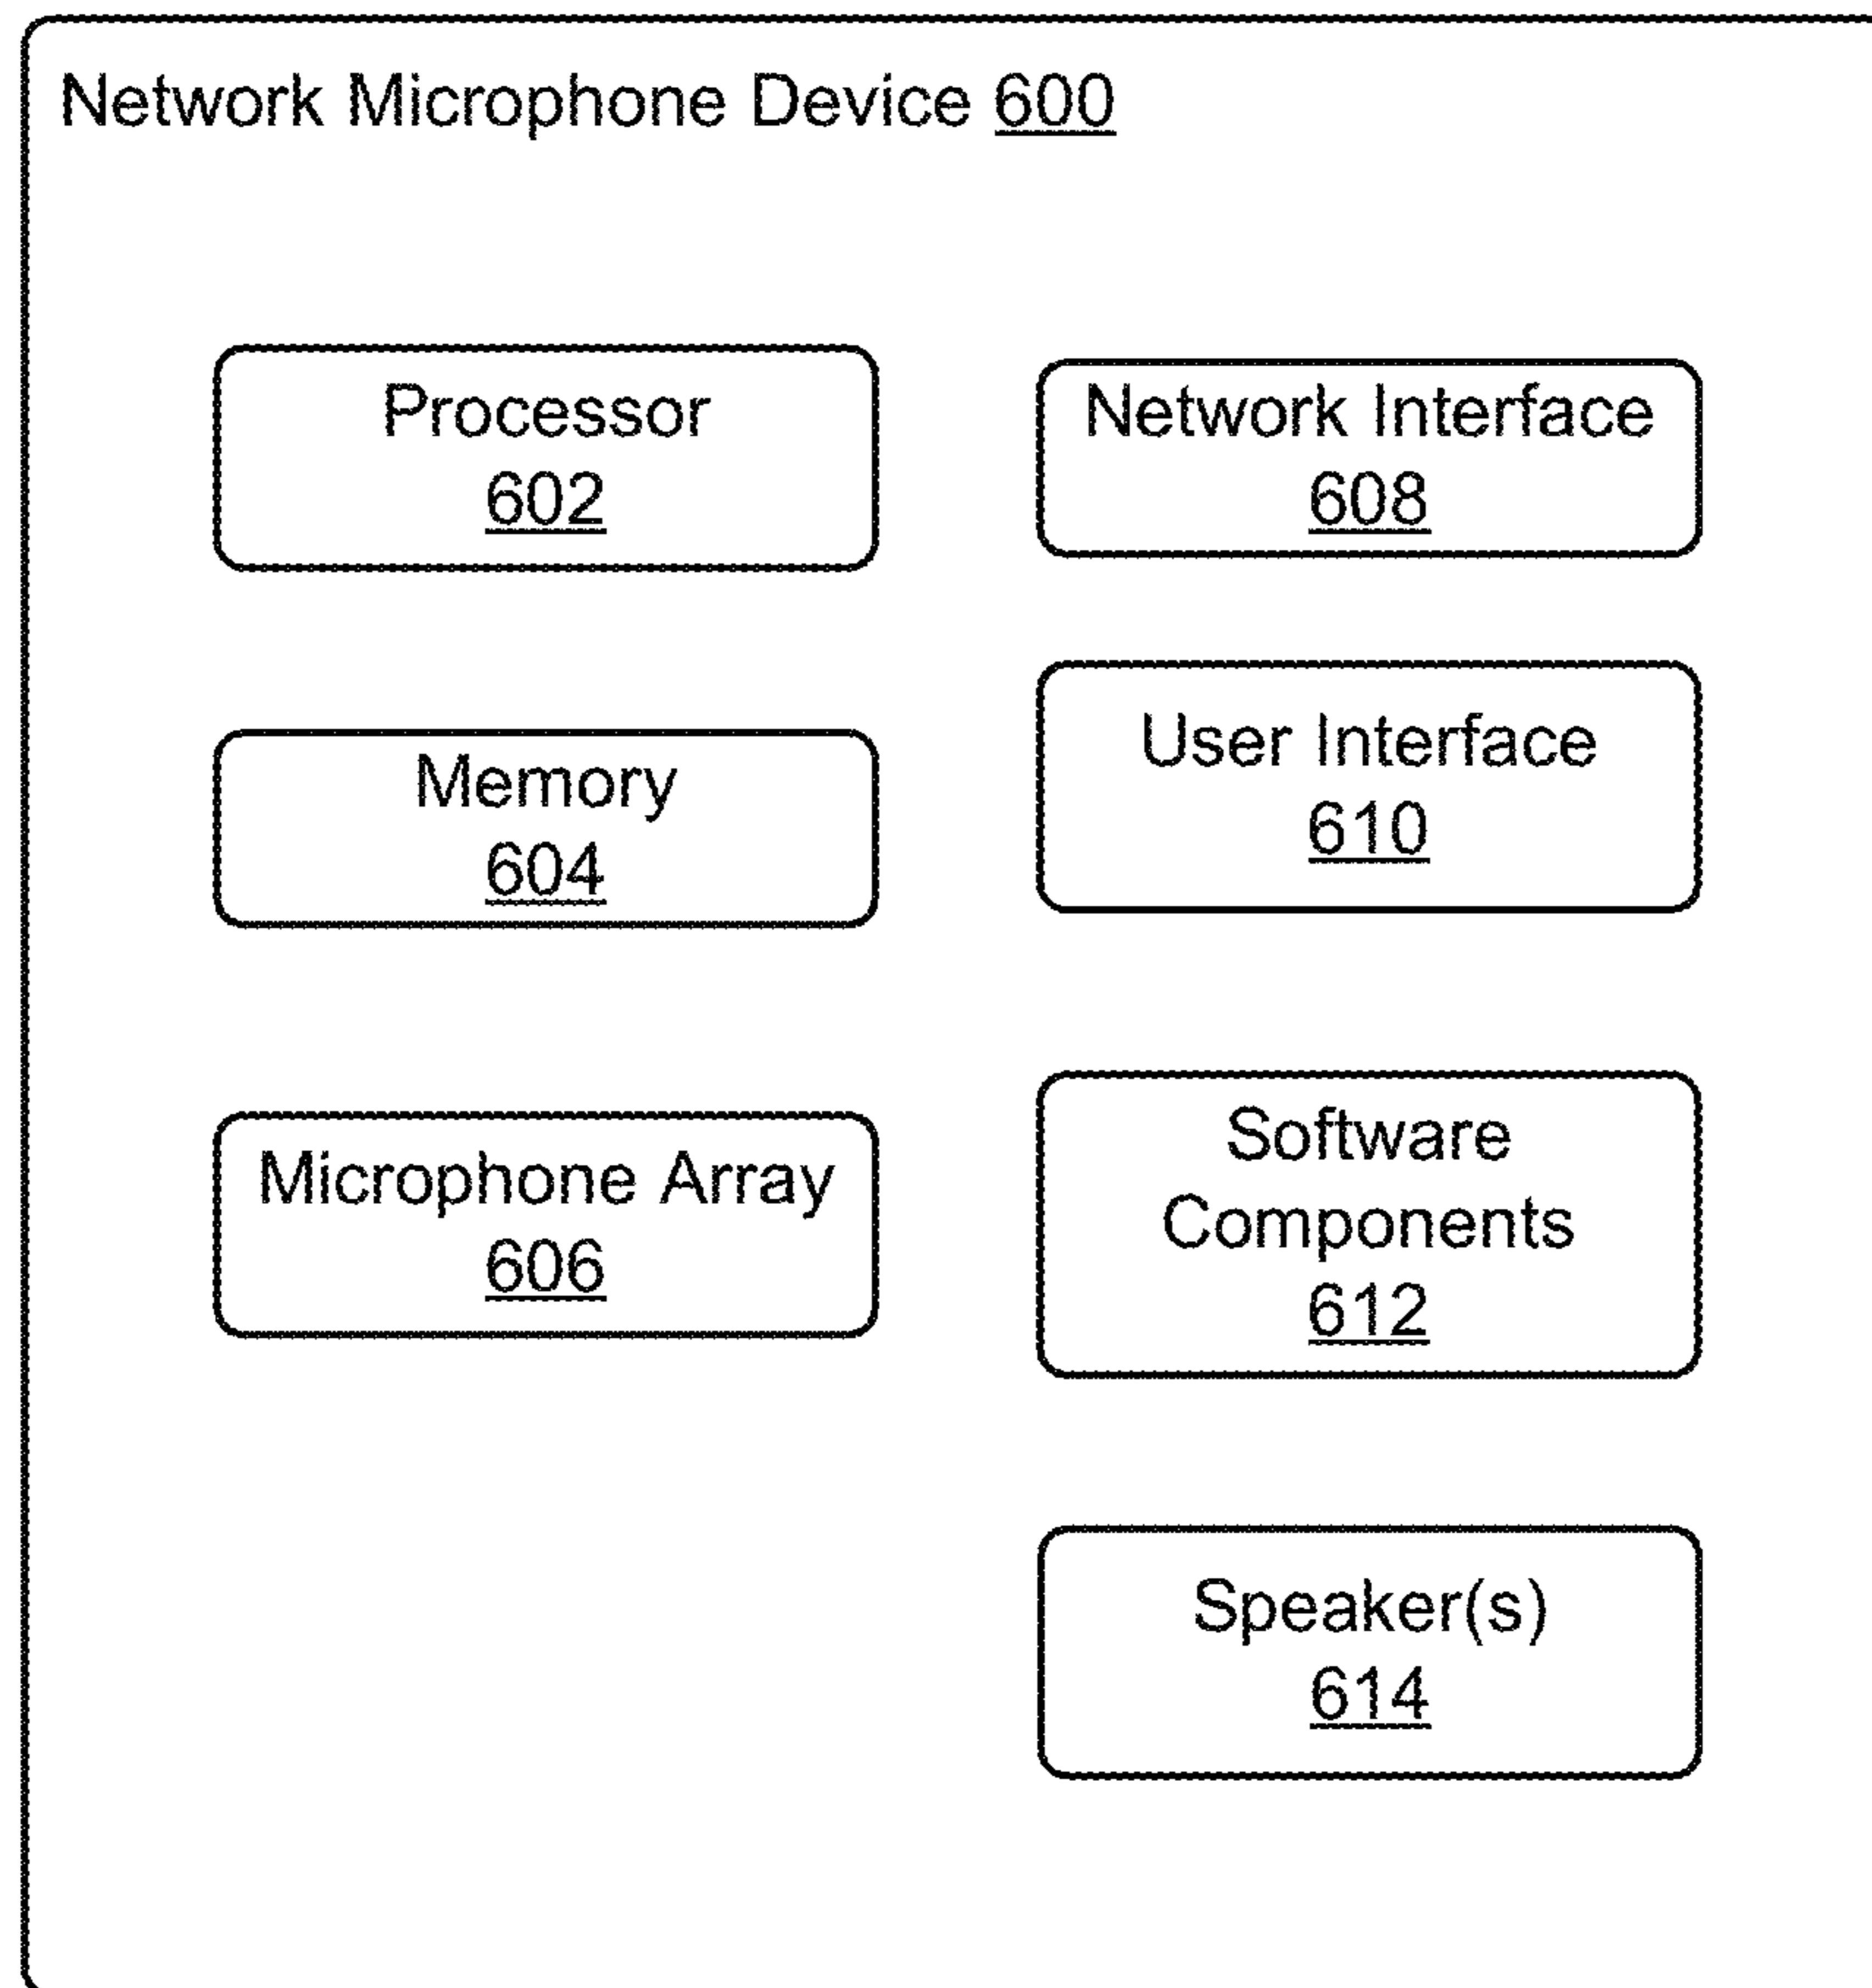 Network Microphone Device 600
Processor
602
Network Interface
608
Memory
604
User Interface
610
Microphone Array
606
Software
Components
612
Speaker(s)
614